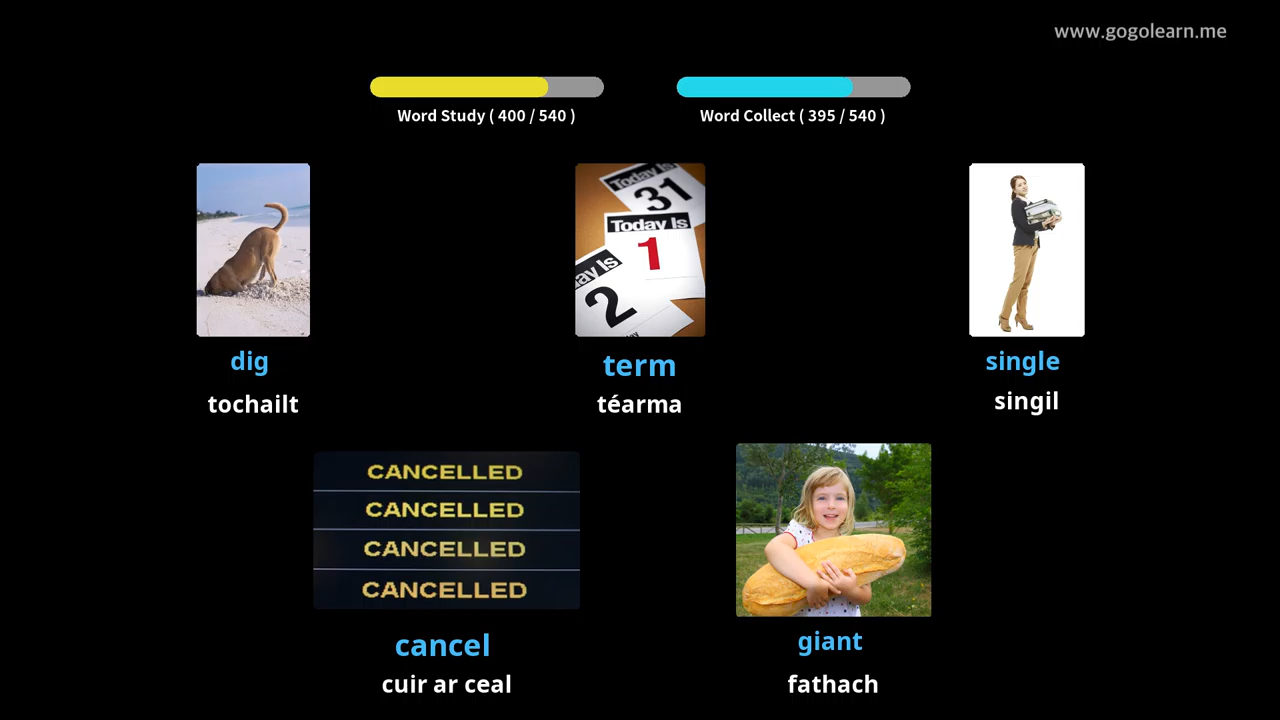 www.gogolearn.me
Word Study ( 400 / 540 )
Word Collect ( 395 / 540 )
Today Is
31
Today Is
1
ay Is
2
dig
tochailt
term
téarma
single
singil
CANCELLED
CANCELLED
CANCELLED
CANCELLED
cancel
cuir ar ceal
giant
fathach